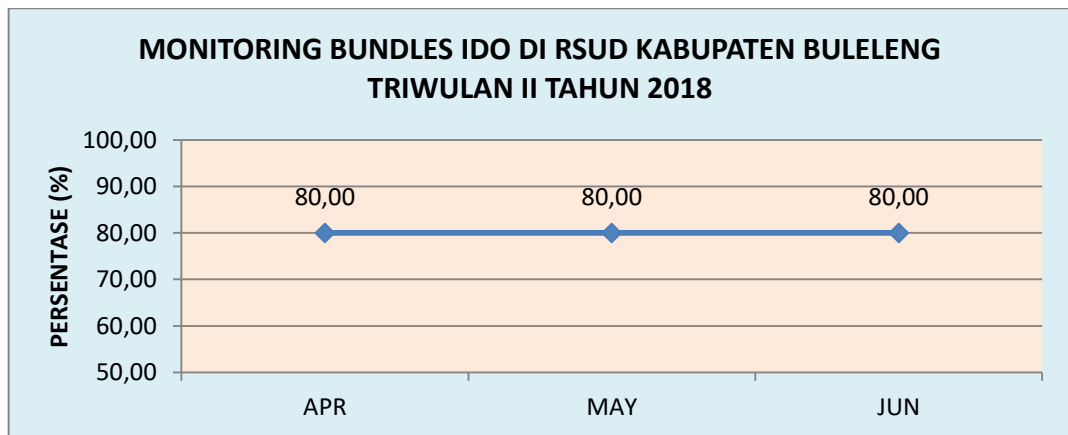 MONITORING BUNDLES IDO DI RSUD KABUPATEN BULELENG
TRIWULAN II TAHUN 2018
PERSENTASE (%)
100,00
90,00
80,00
70,00
60,00
50,00
80,00
80,00
80,00
APR
MAY
JUN